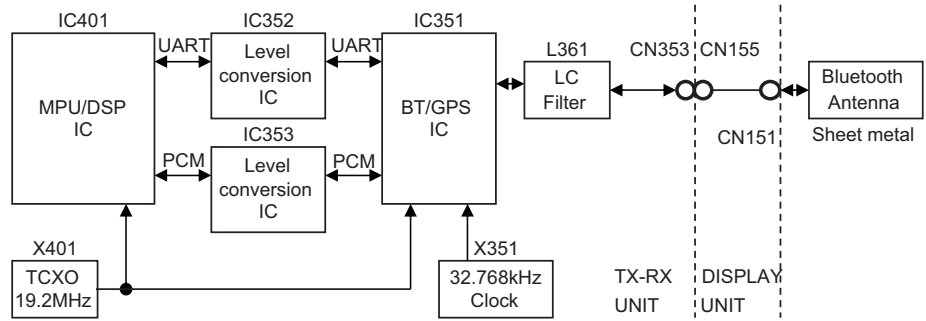 IC401
MPU/DSP
IC
UART
IC352
Level
conversion
IC
UART
PCM
IC353
Level
conversion
IC
PCM
IC351
BT/GPS
IC
L361
LC
Filter
CN353
CN155
CN151
Bluetooth
Antenna
Sheet metal
X401
TCXO
19.2MHz
X351
32.768kHz
Clock
TX-RX
UNIT
DISPLAY
UNIT